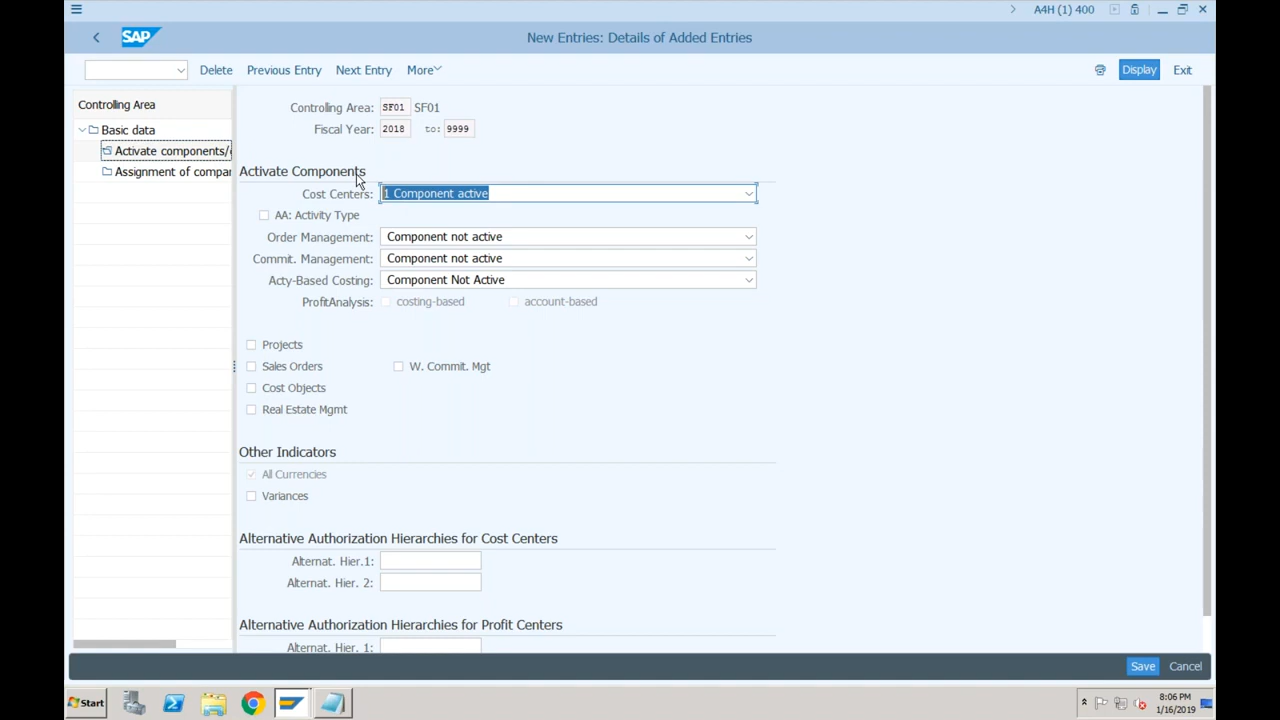 A4H (1) 400
SAP
New Entries: Details of Added Entries
Delete Previous Entry Next Entry More Display Exit
Controlling Area
Basic data
Activate components/
Assignment of compar
Controling Area: SF01 SF01
Fiscal Year: 2018 to: 9999
Activate Components
Cost Centers: 1 Component active
AA: Activity Type
Order Management: Component not active
Commit. Management: Component not active
Acty-Based Costing: Component Not Active
ProfitAnalysis: costing-based account-based
Projects
Sales Orders W. Commit. Mgt
Cost Objects
Real Estate Mgmt
Other Indicators
All Currencies
Variances
Alternative Authorization Hierarchies for Cost Centers
Alternat. Hier.1:
Alternat. Hier. 2:
Alternative Authorization Hierarchies for Profit Centers
Alternat. Hier. 1:
Save Cancel
Start
8:06 PM
1/16/2019